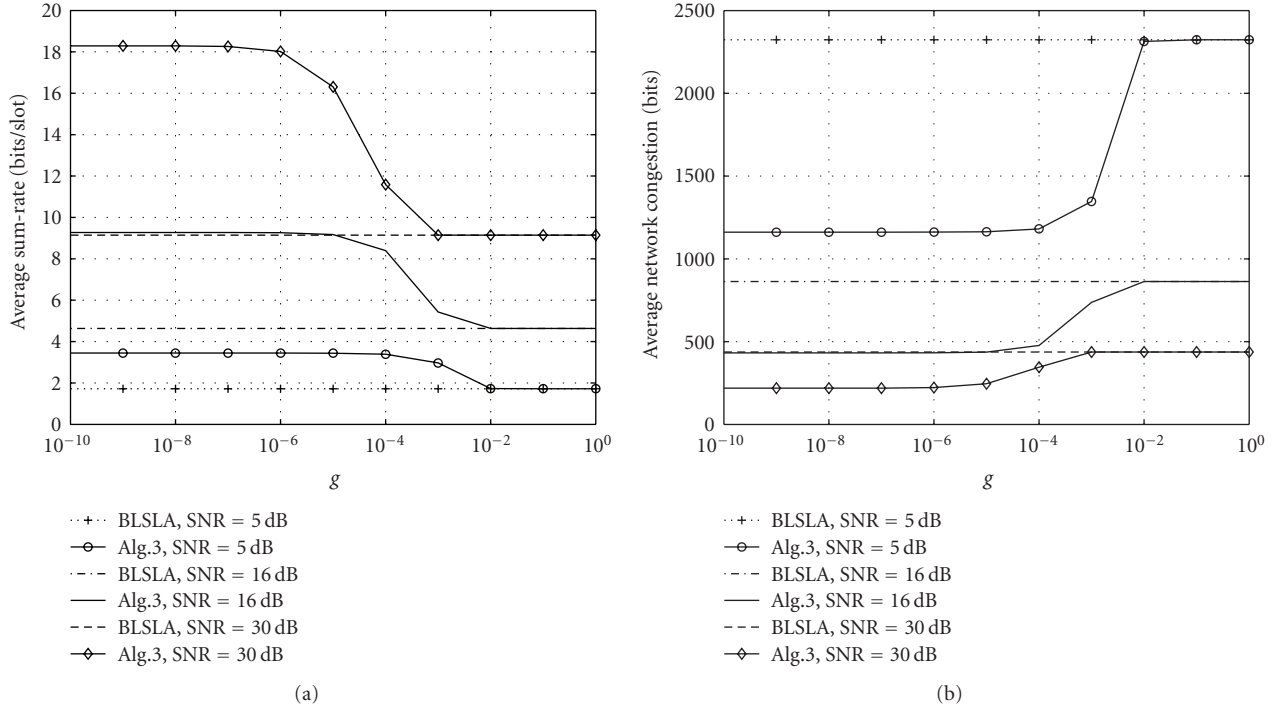 20
18
16
14
12
10
8
6
4
2
0
Average sum-rate (bits/slot)
10⁻¹⁰ 10⁻⁸ 10⁻⁶ 10⁻⁴ 10⁻² 10⁰
g
BLSLA, SNR = 5 dB
Alg.3, SNR = 5 dB
BLSLA, SNR = 16 dB
Alg.3, SNR = 16 dB
BLSLA, SNR = 30 dB
Alg.3, SNR = 30 dB
(a)
2500
2000
1500
1000
500
0
Average network congestion (bits)
10⁻¹⁰ 10⁻⁸ 10⁻⁶ 10⁻⁴ 10⁻² 10⁰
g
BLSLA, SNR = 5 dB
Alg.3, SNR = 5 dB
BLSLA, SNR = 16 dB
Alg.3, SNR = 16 dB
BLSLA, SNR = 30 dB
Alg.3, SNR = 30 dB
(b)